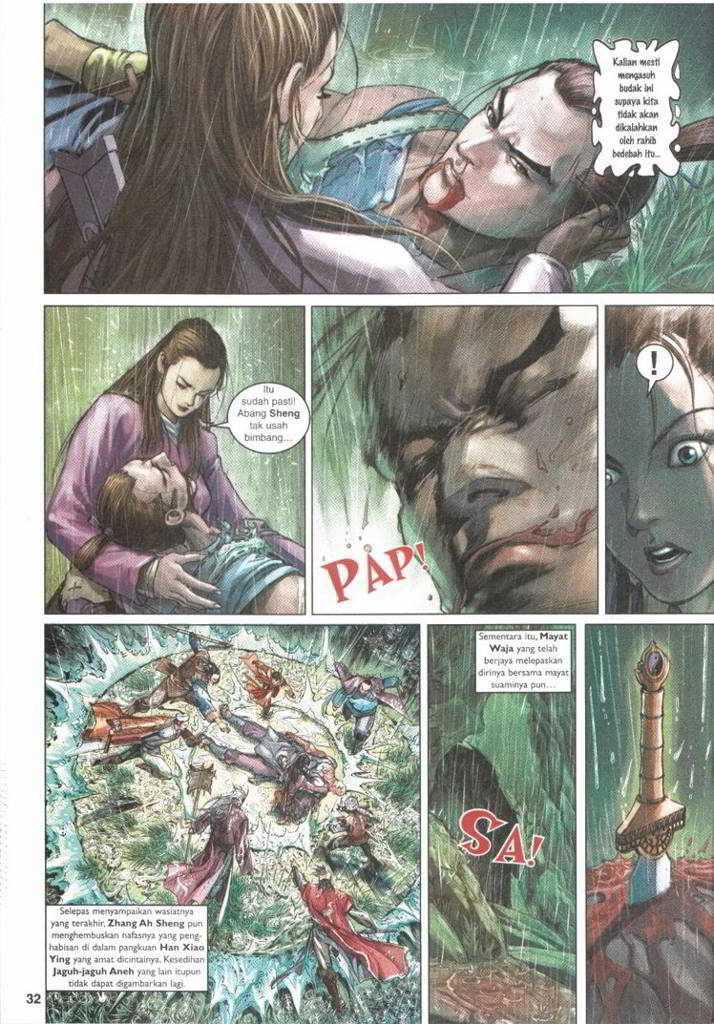 Kalian mesti
mengasuh
budak ini
supaya kita
tidak akan
dikalahkan
oleh rahib
bedebah itu...
Itu
sudah pasti!
Abang Sheng
tak usah
bimbang...
PAP!
!
Selepas menyampaikan wasiatnya
yang terakhir, Zhang Ah Sheng pun
menghembuskan nafasnya yang peng-
habisan di dalam pangkuan Han Xiao
Ying yang amat dicintainya. Kesedihan
Jaguh-jaguh Aneh yang lain itupun
tidak dapat digambarkan lagi.
Sementara itu, Mayat
Waja yang telah
berjaya melepaskan
dirinya bersama mayat
suaminya pun...
SA!
32